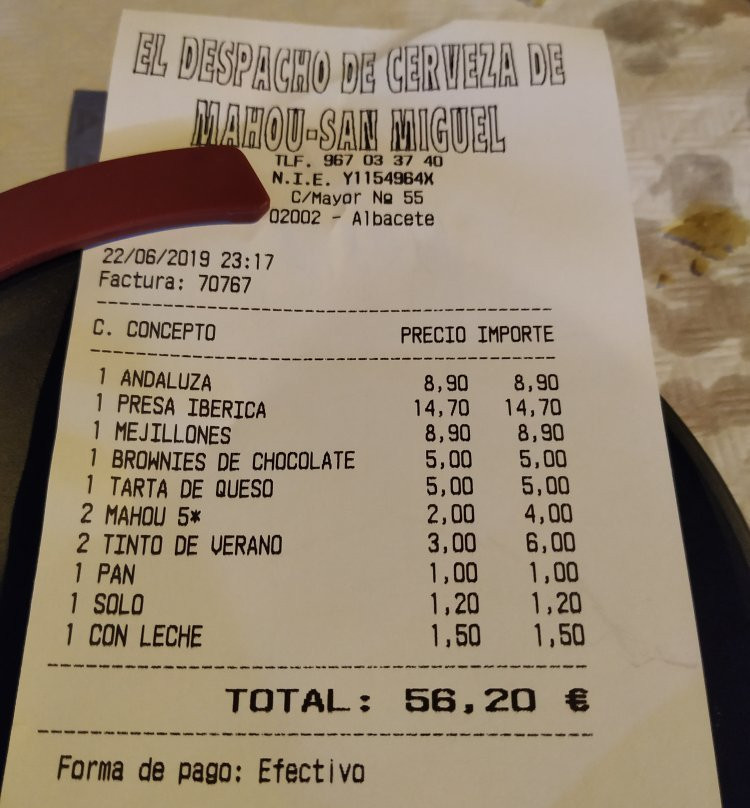 EL DESPACHO DE CERVEZA DE
MAHOU-SAN MIGUEL
TLF. 967 03 37 40
N.I.E. Y1154964X
C/Mayor Nº 55
02002 - Albacete
22/06/2019 23:17
Factura: 70767
C. CONCEPTO PRECIO IMPORTE
1 ANDALUZA 8,90 8,90
1 PRESA IBERICA 14,70 14,70
1 MEJILLONES 8,90 8,90
1 BROWNIES DE CHOCOLATE 5,00 5,00
1 TARTA DE QUESO 5,00 5,00
2 MAHOU 5* 2,00 4,00
2 TINTO DE VERANO 3,00 6,00
1 PAN 1,00 1,00
1 SOLO 1,20 1,20
1 CON LECHE 1,50 1,50
TOTAL: 56,20 €
Forma de pago: Efectivo